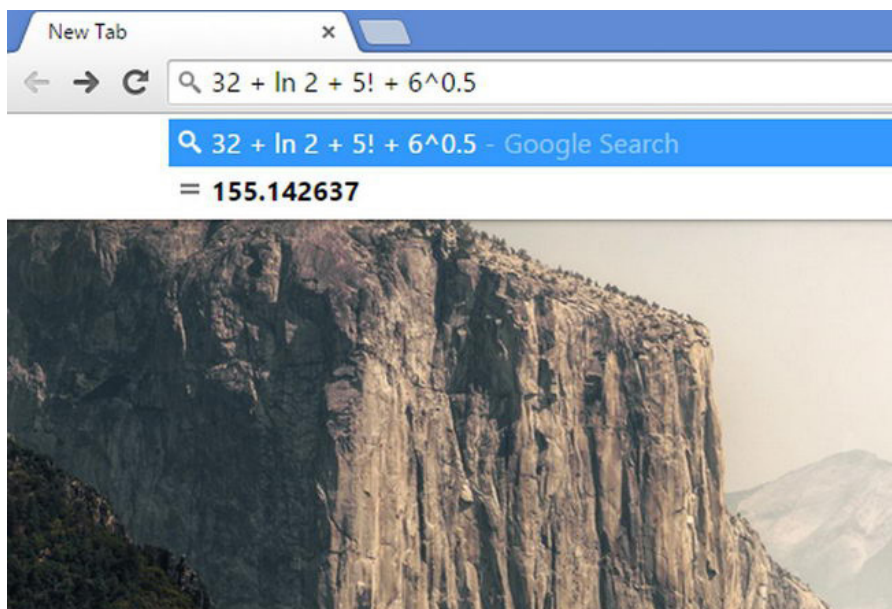 New Tab
32 + ln 2 + 5! + 6^0.5
32 + ln 2 + 5! + 6^0.5 - Google Search
= 155.142637